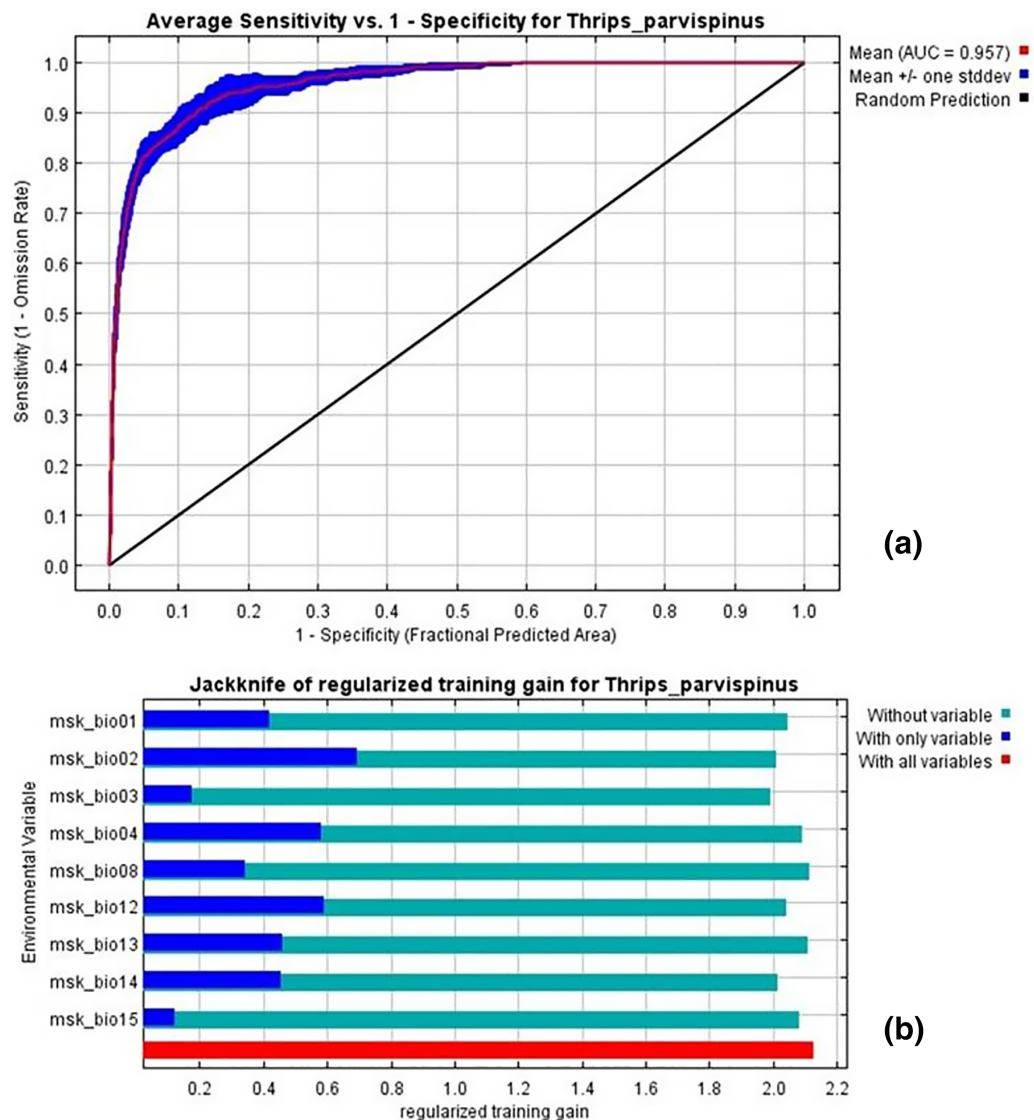 Average Sensitivity vs. 1 - Specificity for Thrips_parvispinus
Mean (AUC = 0.957)
Mean +/- one stddev
Random Prediction
Sensitivity (1 - Omission Rate)
1.0
0.9
0.8
0.7
0.6
0.5
0.4
0.3
0.2
0.1
0.0
0.0 0.1 0.2 0.3 0.4 0.5 0.6 0.7 0.8 0.9 1.0
1 - Specificity (Fractional Predicted Area)
(a)
Jackknife of regularized training gain for Thrips_parvispinus
Without variable
With only variable
With all variables
Environmental Variable
msk_bio01
msk_bio02
msk_bio03
msk_bio04
msk_bio08
msk_bio12
msk_bio13
msk_bio14
msk_bio15
0.2 0.4 0.6 0.8 1.0 1.2 1.4 1.6 1.8 2.0 2.2
regularized training gain
(b)